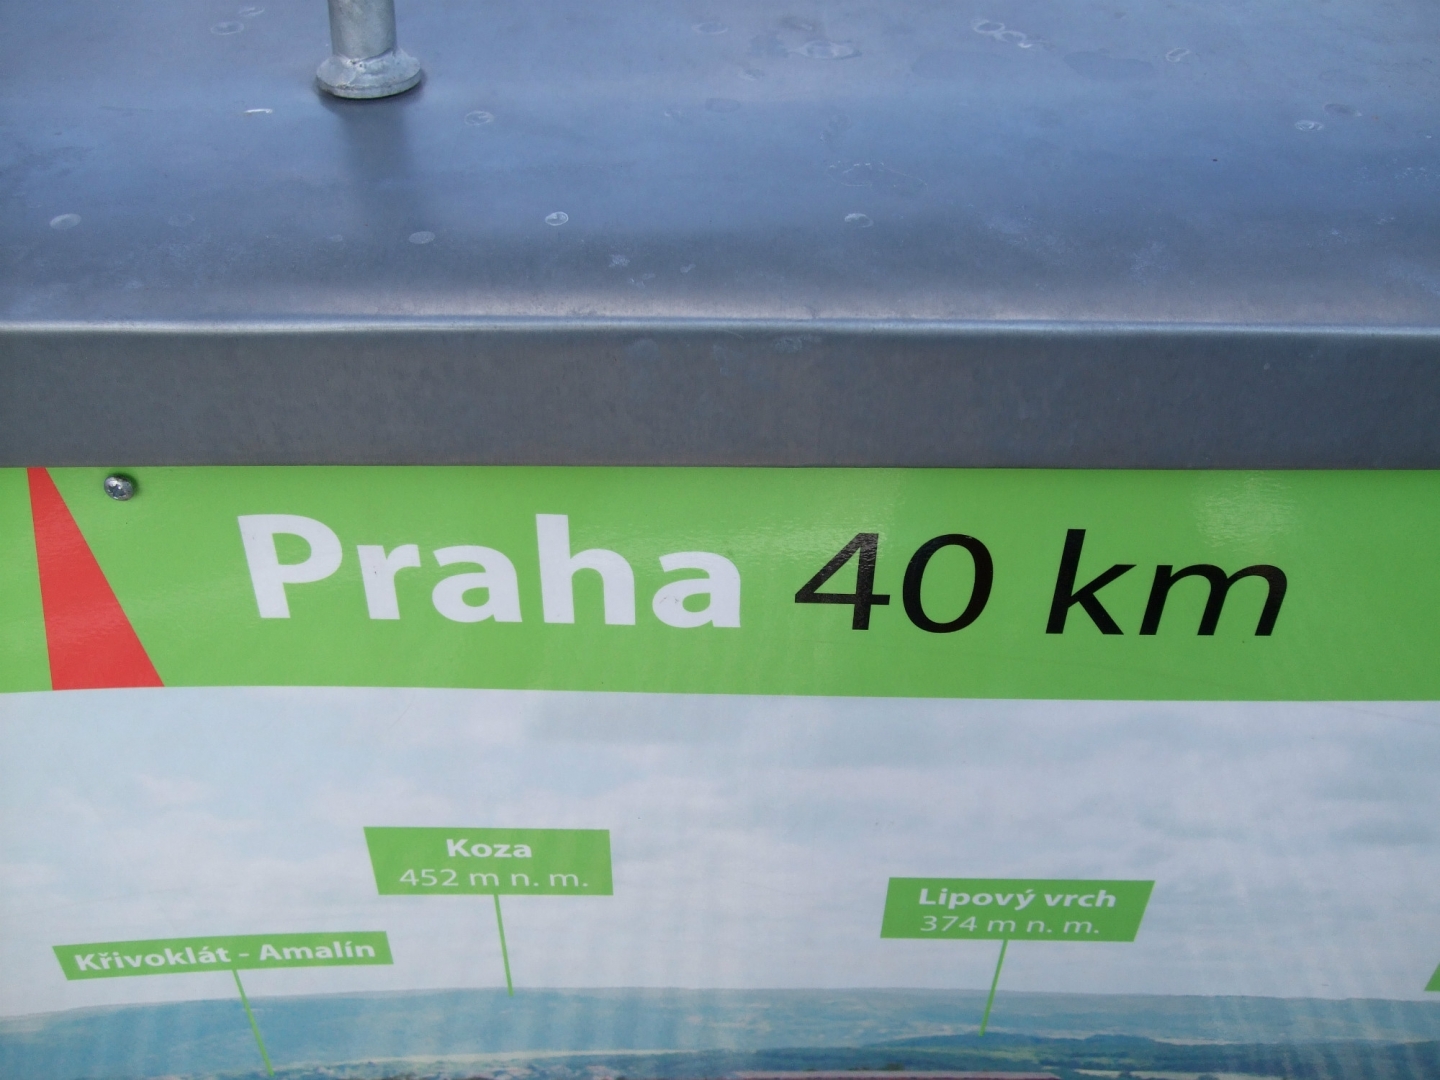 Praha 40 km
Koza
452 m n. m.
Lipový vrch
374 m n. m.
Křivoklát - Amalín